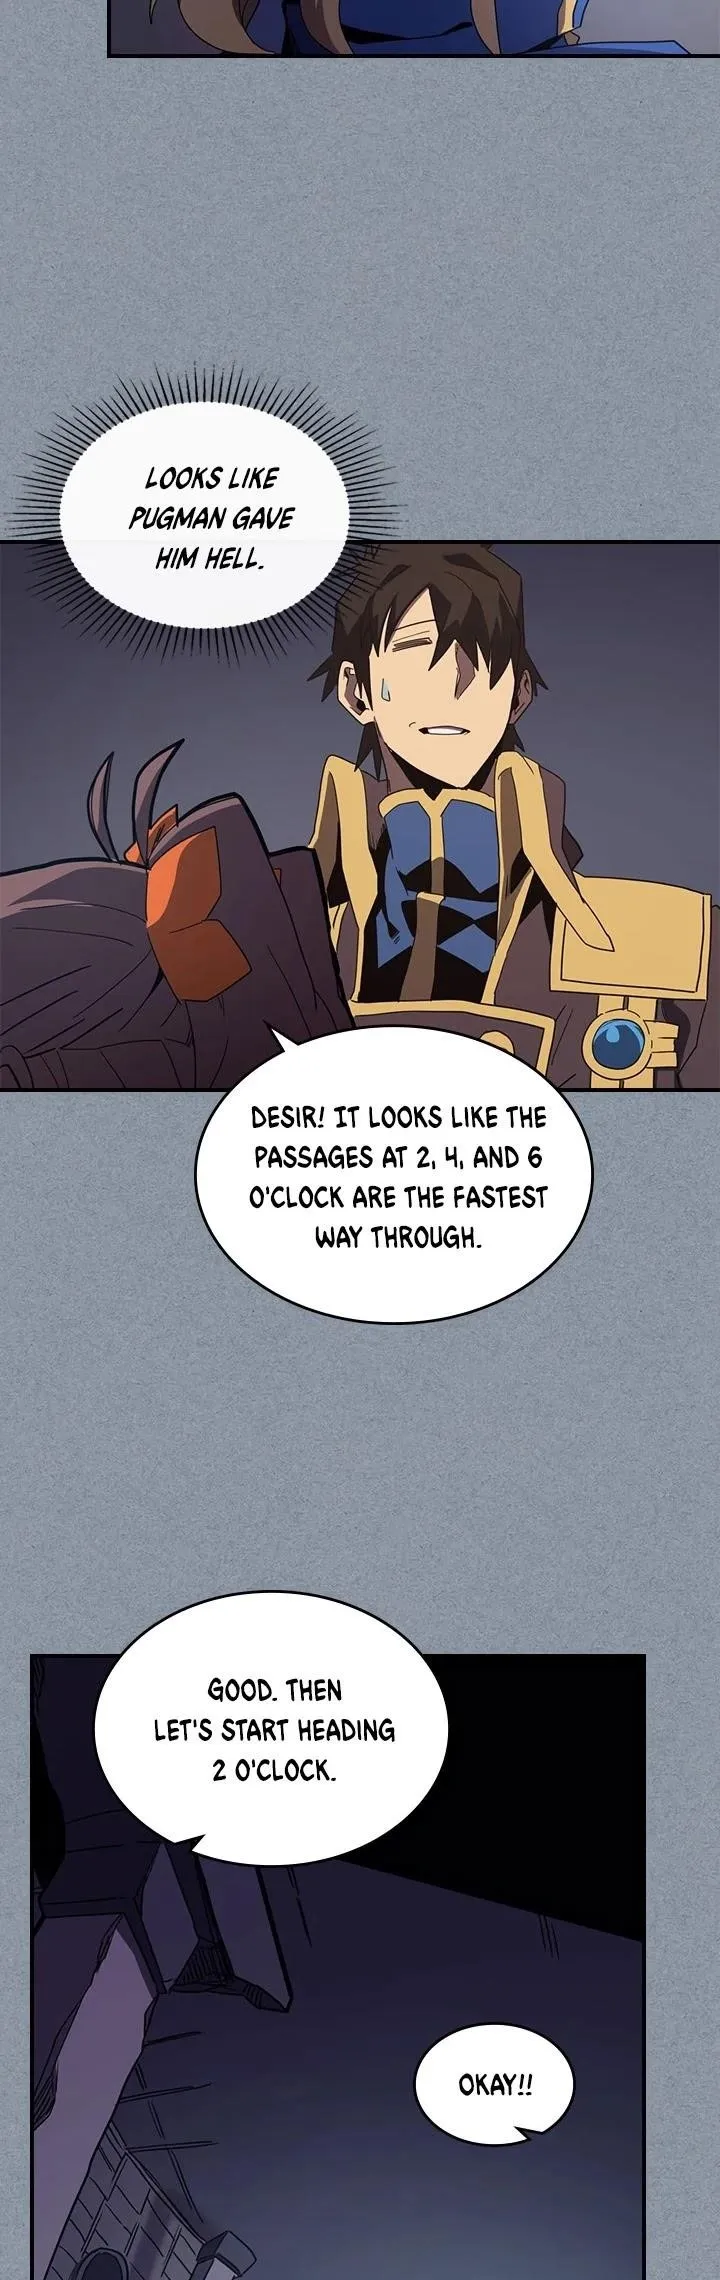 LOOKS LIKE
PUGMAN GAVE
HIM HELL.
DESIR! IT LOOKS LIKE THE
PASSAGES AT 2, 4, AND 6
O'CLOCK ARE THE FASTEST
WAY THROUGH.
GOOD. THEN
LET'S START HEADING
2 O'CLOCK.
OKAY!!